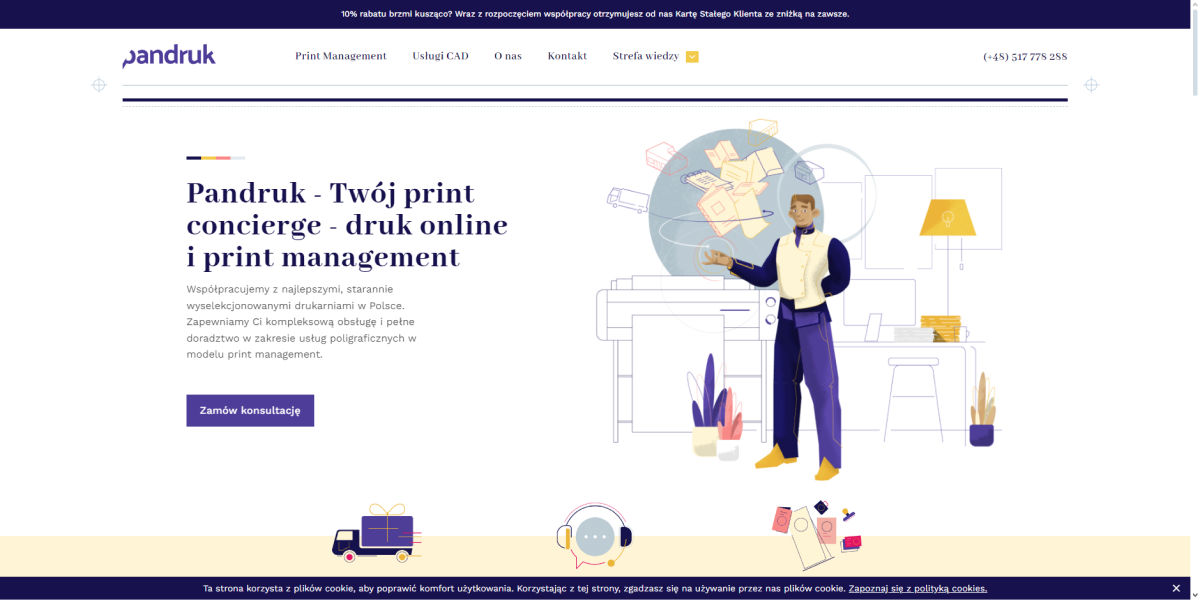 10% rabatu brzmi kusząco? Wraz z rozpoczęciem współpracy otrzymujesz od nas Kartę Stałego Klienta ze zniżką na zawsze.
pandruk
Print Management Usługi CAD O nas Kontakt Strefa wiedzy (+48) 517 778 288
Pandruk - Twój print
concierge - druk online
i print management
Współpracujemy z najlepszymi, starannie
wyselekcjonowanymi drukarniami w Polsce.
Zapewniamy Ci kompleksową obsługę i pełne
doradztwo w zakresie usług poligraficznych w
modelu print management.
Zamów konsultację
Ta strona korzysta z plików cookie, aby poprawić komfort użytkowania. Korzystając z tej strony, zgadzasz się na używanie przez nas plików cookie. Zapoznaj się z polityką cookies.